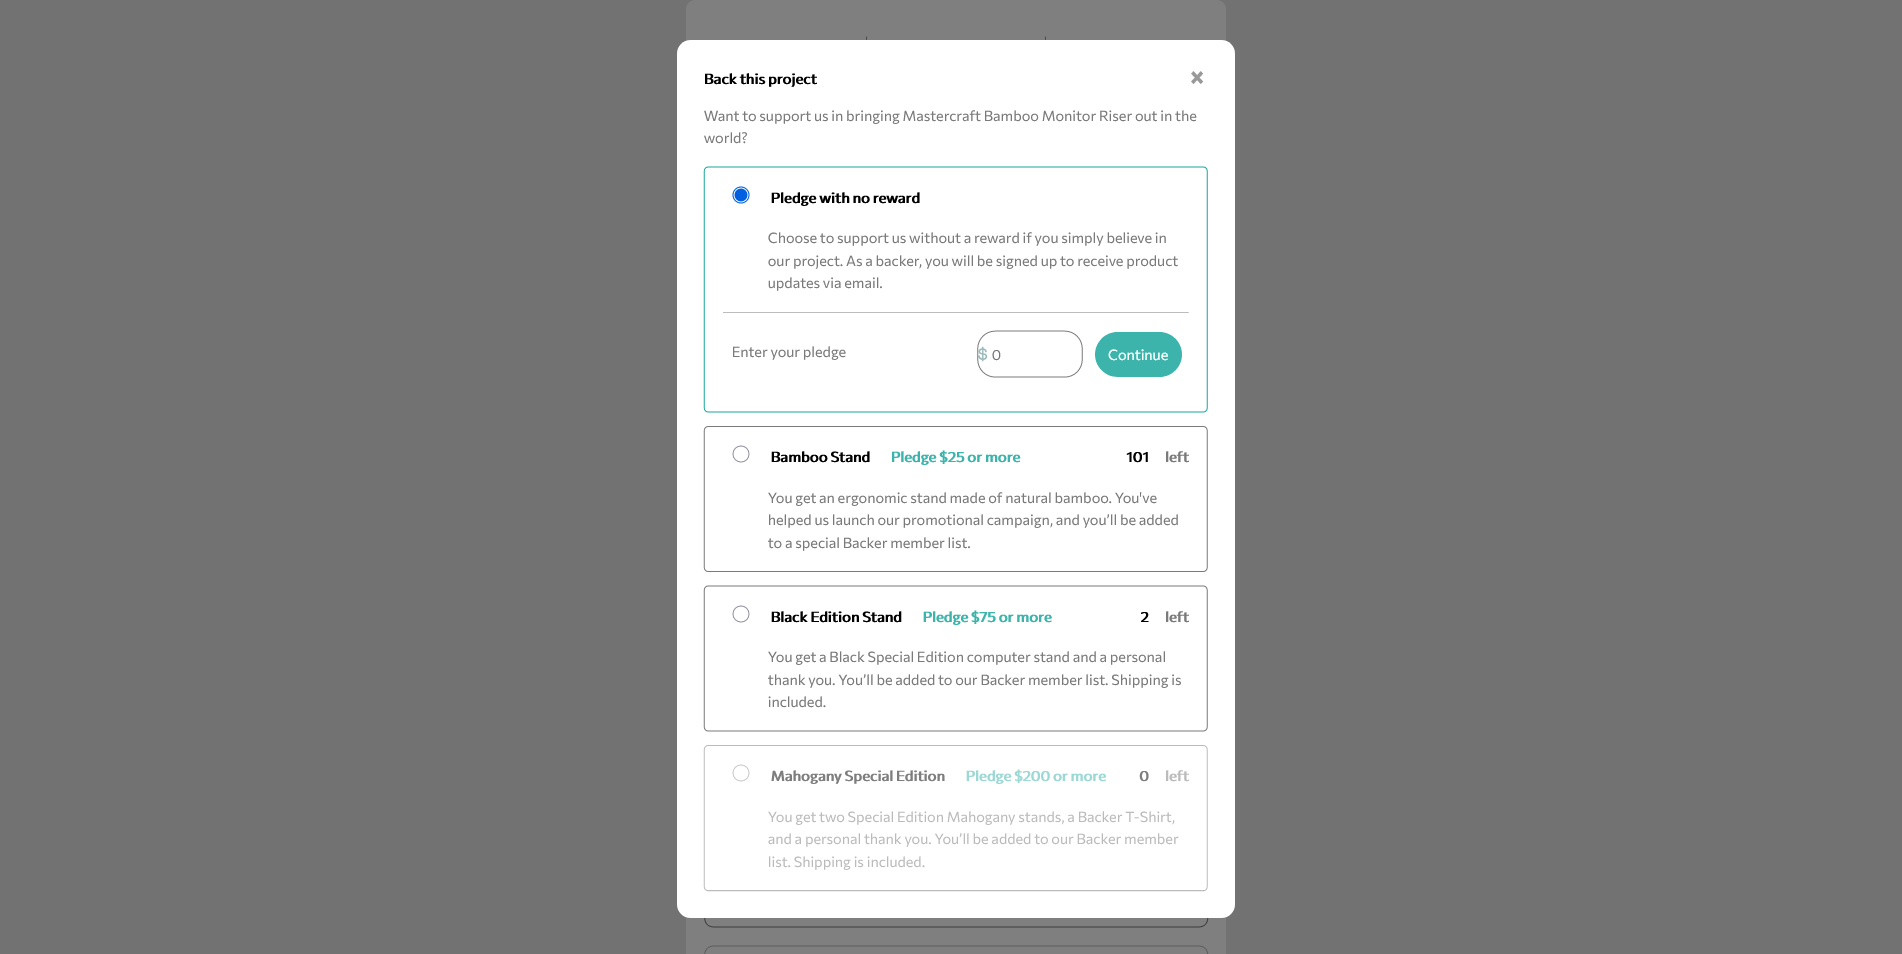 Back this project
Want to support us in bringing Mastercraft Bamboo Monitor Riser out in the
world?
Pledge with no reward
Choose to support us without a reward if you simply believe in
our project. As a backer, you will be signed up to receive product
updates via email.
Enter your pledge $ 0 Continue
Bamboo Stand Pledge $25 or more 101 left
You get an ergonomic stand made of natural bamboo. You've
helped us launch our promotional campaign, and you’ll be added
to a special Backer member list.
Black Edition Stand Pledge $75 or more 2 left
You get a Black Special Edition computer stand and a personal
thank you. You’ll be added to our Backer member list. Shipping is
included.
Mahogany Special Edition Pledge $200 or more 0 left
You get two Special Edition Mahogany stands, a Backer T-Shirt,
and a personal thank you. You’ll be added to our Backer member
list. Shipping is included.